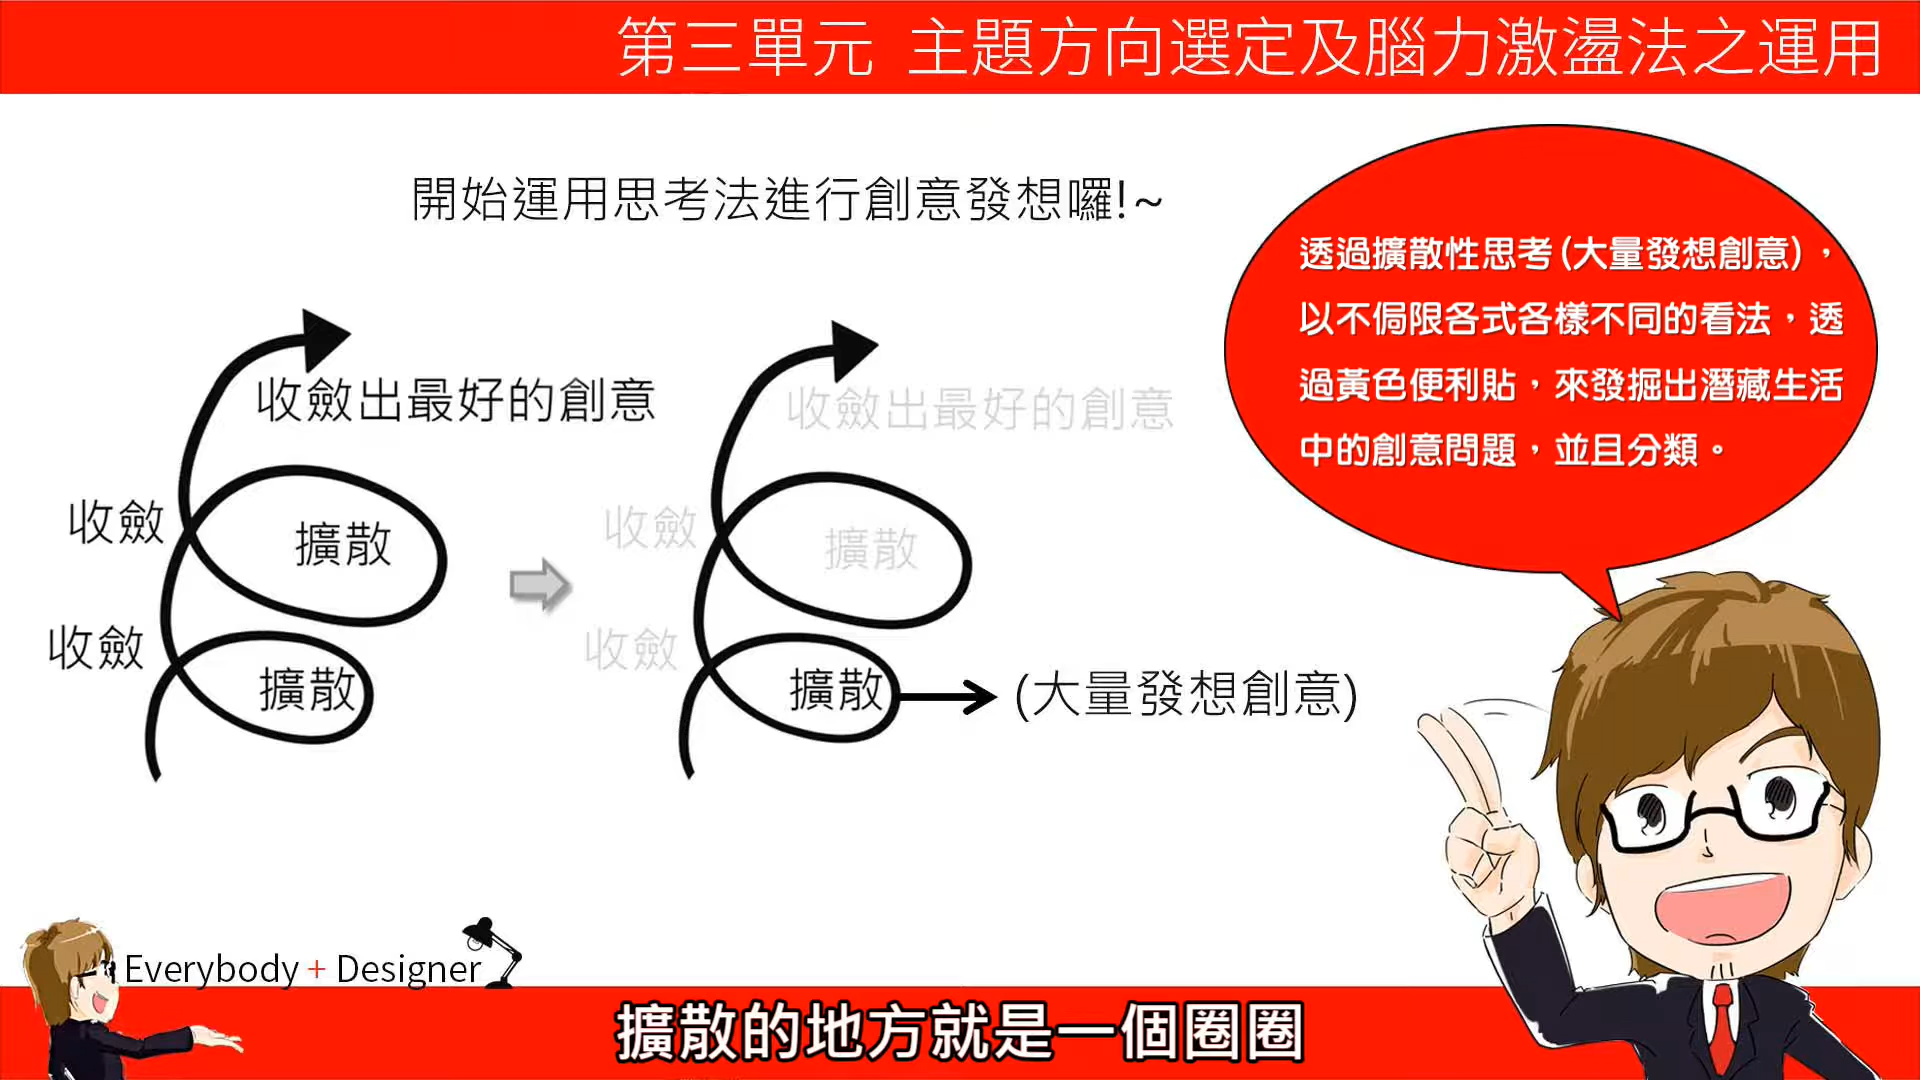 第三單元 主題方向選定及腦力激盪法之運用
開始運用思考法進行創意發想囉!~
透過擴散性思考(大量發想創意)，
以不侷限各式各樣不同的看法，透
過黃色便利貼，來發掘出潛藏生活
中的創意問題，並且分類。
收斂出最好的創意
收斂
擴散
收斂
擴散
收斂出最好的創意
收斂
擴散
收斂
擴散
(大量發想創意)
Everybody + Designer
擴散的地方就是一個圈圈